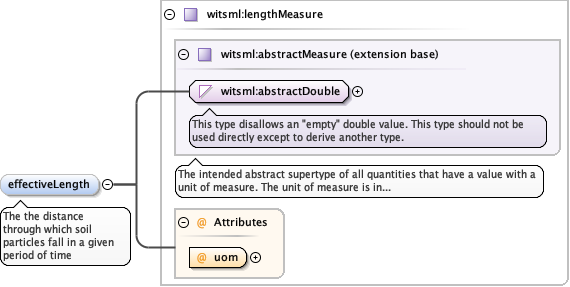 witsml:lengthMeasure
witsml:abstractMeasure (extension base)
witsml:abstractDouble
This type disallows an "empty" double value. This type should not be
used directly except to derive another type.
The intended abstract supertype of all quantities that have a value with a
unit of measure. The unit of measure is in...
effectiveLength
The the distance
through which soil
particles fall in a given
period of time
@ Attributes
@ uom